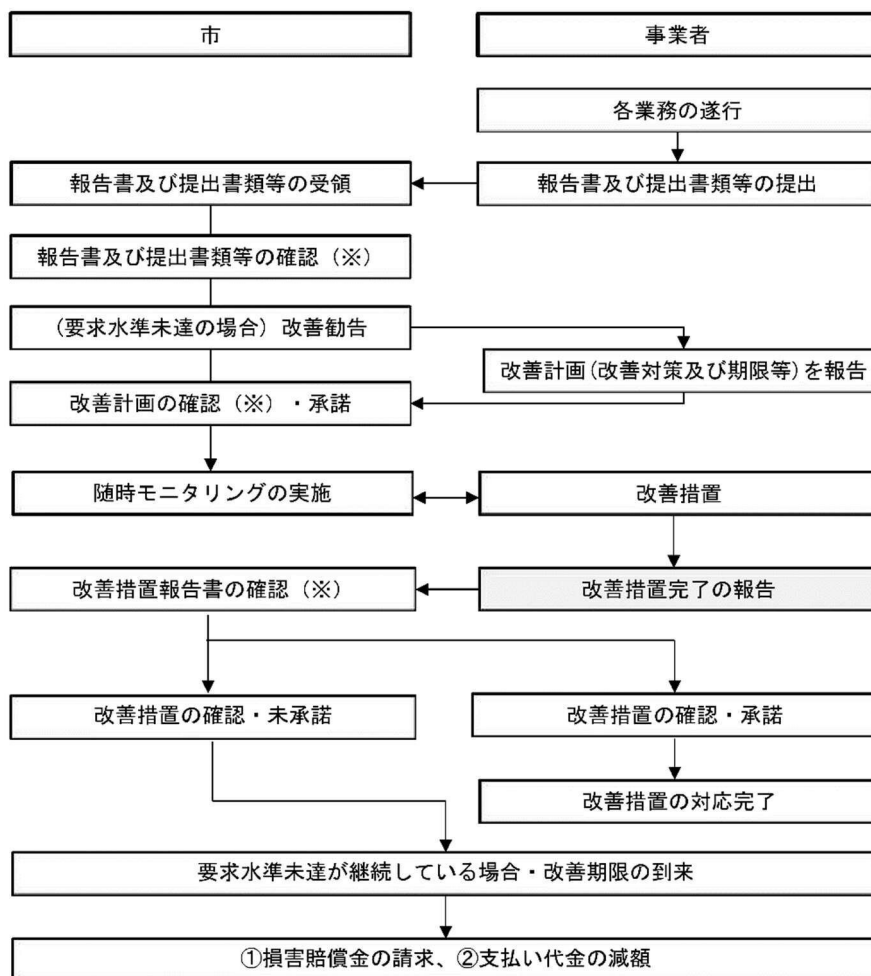 市
事業者
各業務の遂行
報告書及び提出書類等の受領
報告書及び提出書類等の提出
報告書及び提出書類等の確認(※)
(要求水準未達の場合)改善勧告
改善計画(改善対策及び期限等)を報告
改善計画の確認(※)・承諾
随時モニタリングの実施
改善措置
改善措置報告書の確認(※)
改善措置完了の報告
改善措置の確認・未承諾
改善措置の確認・承諾
改善措置の対応完了
要求水準未達が継続している場合・改善期限の到来
①損害賠償金の請求、②支払い代金の減額